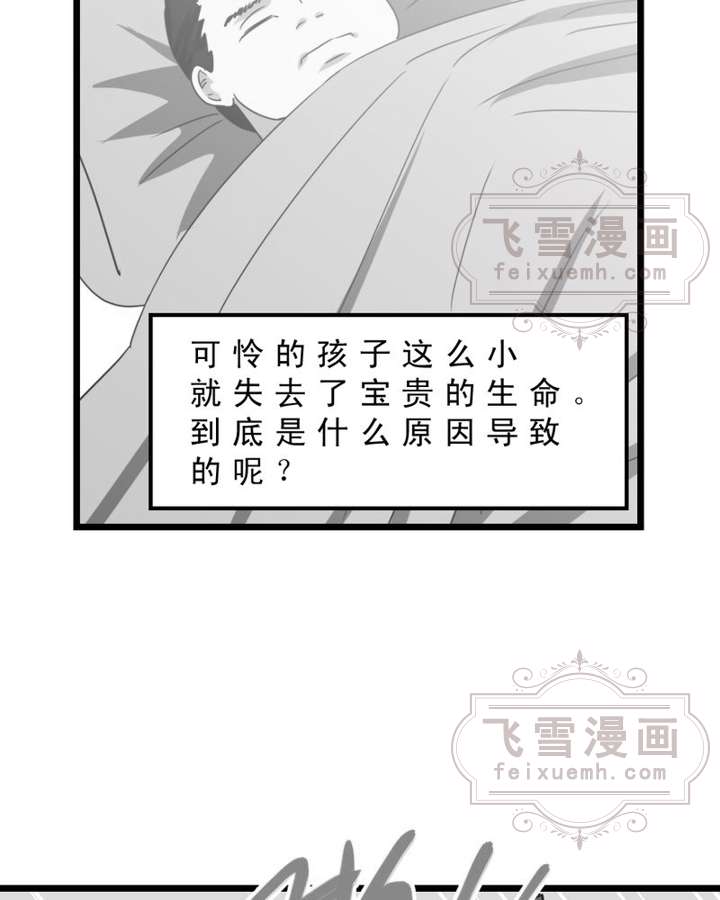 飞雪漫画
feixuemh.com
可怜的孩子这么小
就失去了宝贵的生命。
到底是什么原因导致
的呢？
飞雪漫画
feixuemh.com